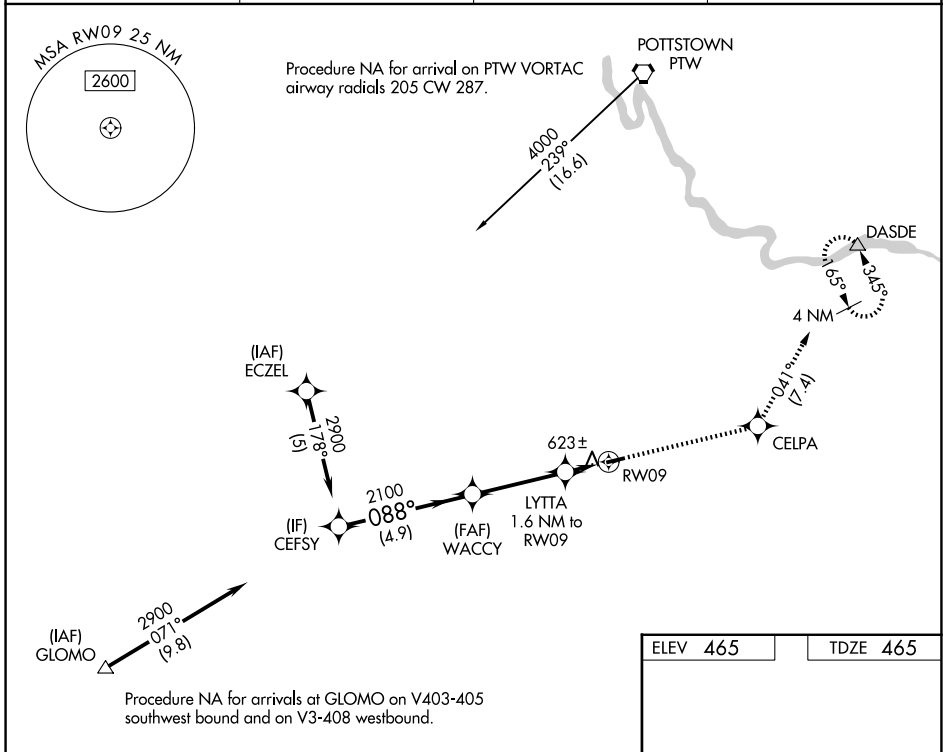 MSA RW09 25 NM
2600
Procedure NA for arrival on PTW VORTAC
airway radials 205 CW 287.
POTTSTOWN
PTW
4000
239°
(16.6)
DASDE
165°
345°
4 NM
041°
(7.4)
CELPA
(IAF)
ECZEL
2900
178°
(5)
623±
RW09
2100
088°
(4.9)
LYTTA
1.6 NM to
RW09
(IF)
CEFSY
(FAF)
WACCY
2900
071°
(9.8)
(IAF)
GLOMO
Procedure NA for arrivals at GLOMO on V403-405
southwest bound and on V3-408 westbound.
ELEV 465
TDZE 465